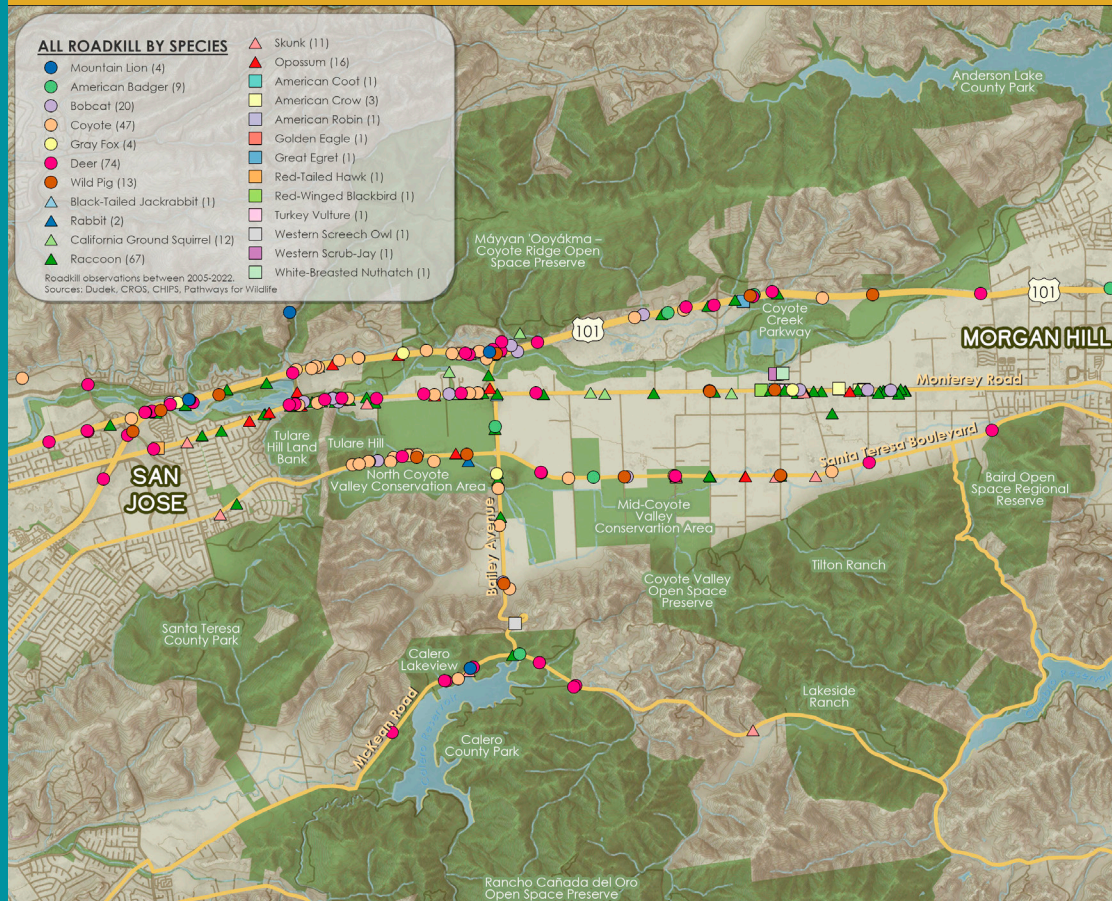 ALL ROADKILL BY SPECIES
Mountain Lion (4)
American Badger (9)
Bobcat (20)
Coyote (47)
Gray Fox (4)
Deer (74)
Wild Pig (13)
Black-Tailed Jackrabbit (1)
Rabbit (2)
California Ground Squirrel (12)
Raccoon (67)
Skunk (11)
Opossum (16)
American Coot (1)
American Crow (3)
American Robin (1)
Golden Eagle (1)
Great Egret (1)
Red-Tailed Hawk (1)
Red-Winged Blackbird (1)
Turkey Vulture (1)
Western Screech Owl (1)
Western Scrub-Jay (1)
White-Breasted Nuthatch (1)
Roadkill observations between 2005-2022.
Sources: Dudek, CROS, CHIPS, Pathways for Wildlife
Anderson Lake
County Park
Máyyan 'Ooyákma –
Coyote Ridge Open
Space Preserve
101
101
Coyote
Creek
Parkway
MORGAN HILL
Monterey Road
Santa Teresa Boulevard
Tulare
Hill Land
Bank
Tulare Hill
North Coyote
Valley Conservation Area
SAN
JOSE
Bailey Avenue
Mid-Coyote
Valley
Conservartion Area
Baird Open
Space Regional
Reserve
Tilton Ranch
Coyote Valley
Open Space
Preserve
Santa Teresa
County Park
Calero
Lakeview
McKean Road
Lakeside
Ranch
Calero
County Park
Rancho Cañada del Oro
Open Space Preserve